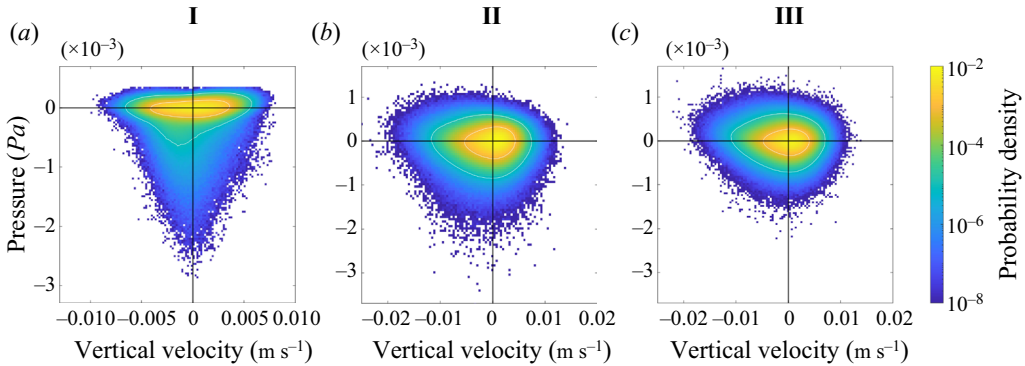 I II III
(a) (b) (c)
(×10−3) (×10−3) (×10−3)
Pressure (Pa)
0
−1
−2
−3
1
0
−1
−2
−3
1
0
−1
−2
−3
10−2
10−4
10−6
10−8
Probability density
−0.010 −0.005 0 0.005 0.010
−0.02 −0.01 0 0.01 0.02
−0.02 −0.01 0 0.01 0.02
Vertical velocity (m s−1) Vertical velocity (m s−1) Vertical velocity (m s−1)